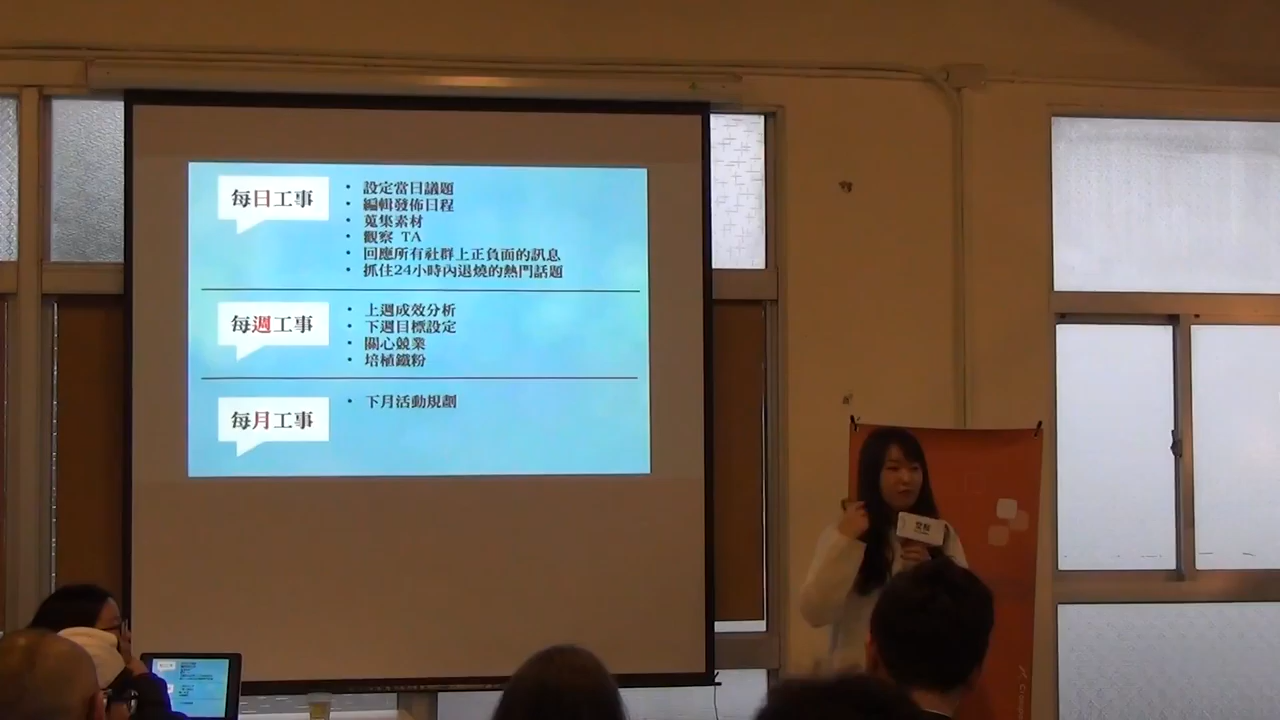 每日工事
• 設定當日議題
• 編輯發佈日程
• 蒐集素材
• 觀察 TA
• 回應所有社群上正負面的訊息
• 抓住24小時內退燒的熱門話題
每週工事
• 上週成效分析
• 下週目標設定
• 關心競業
• 培植鐵粉
每月工事
• 下月活動規劃